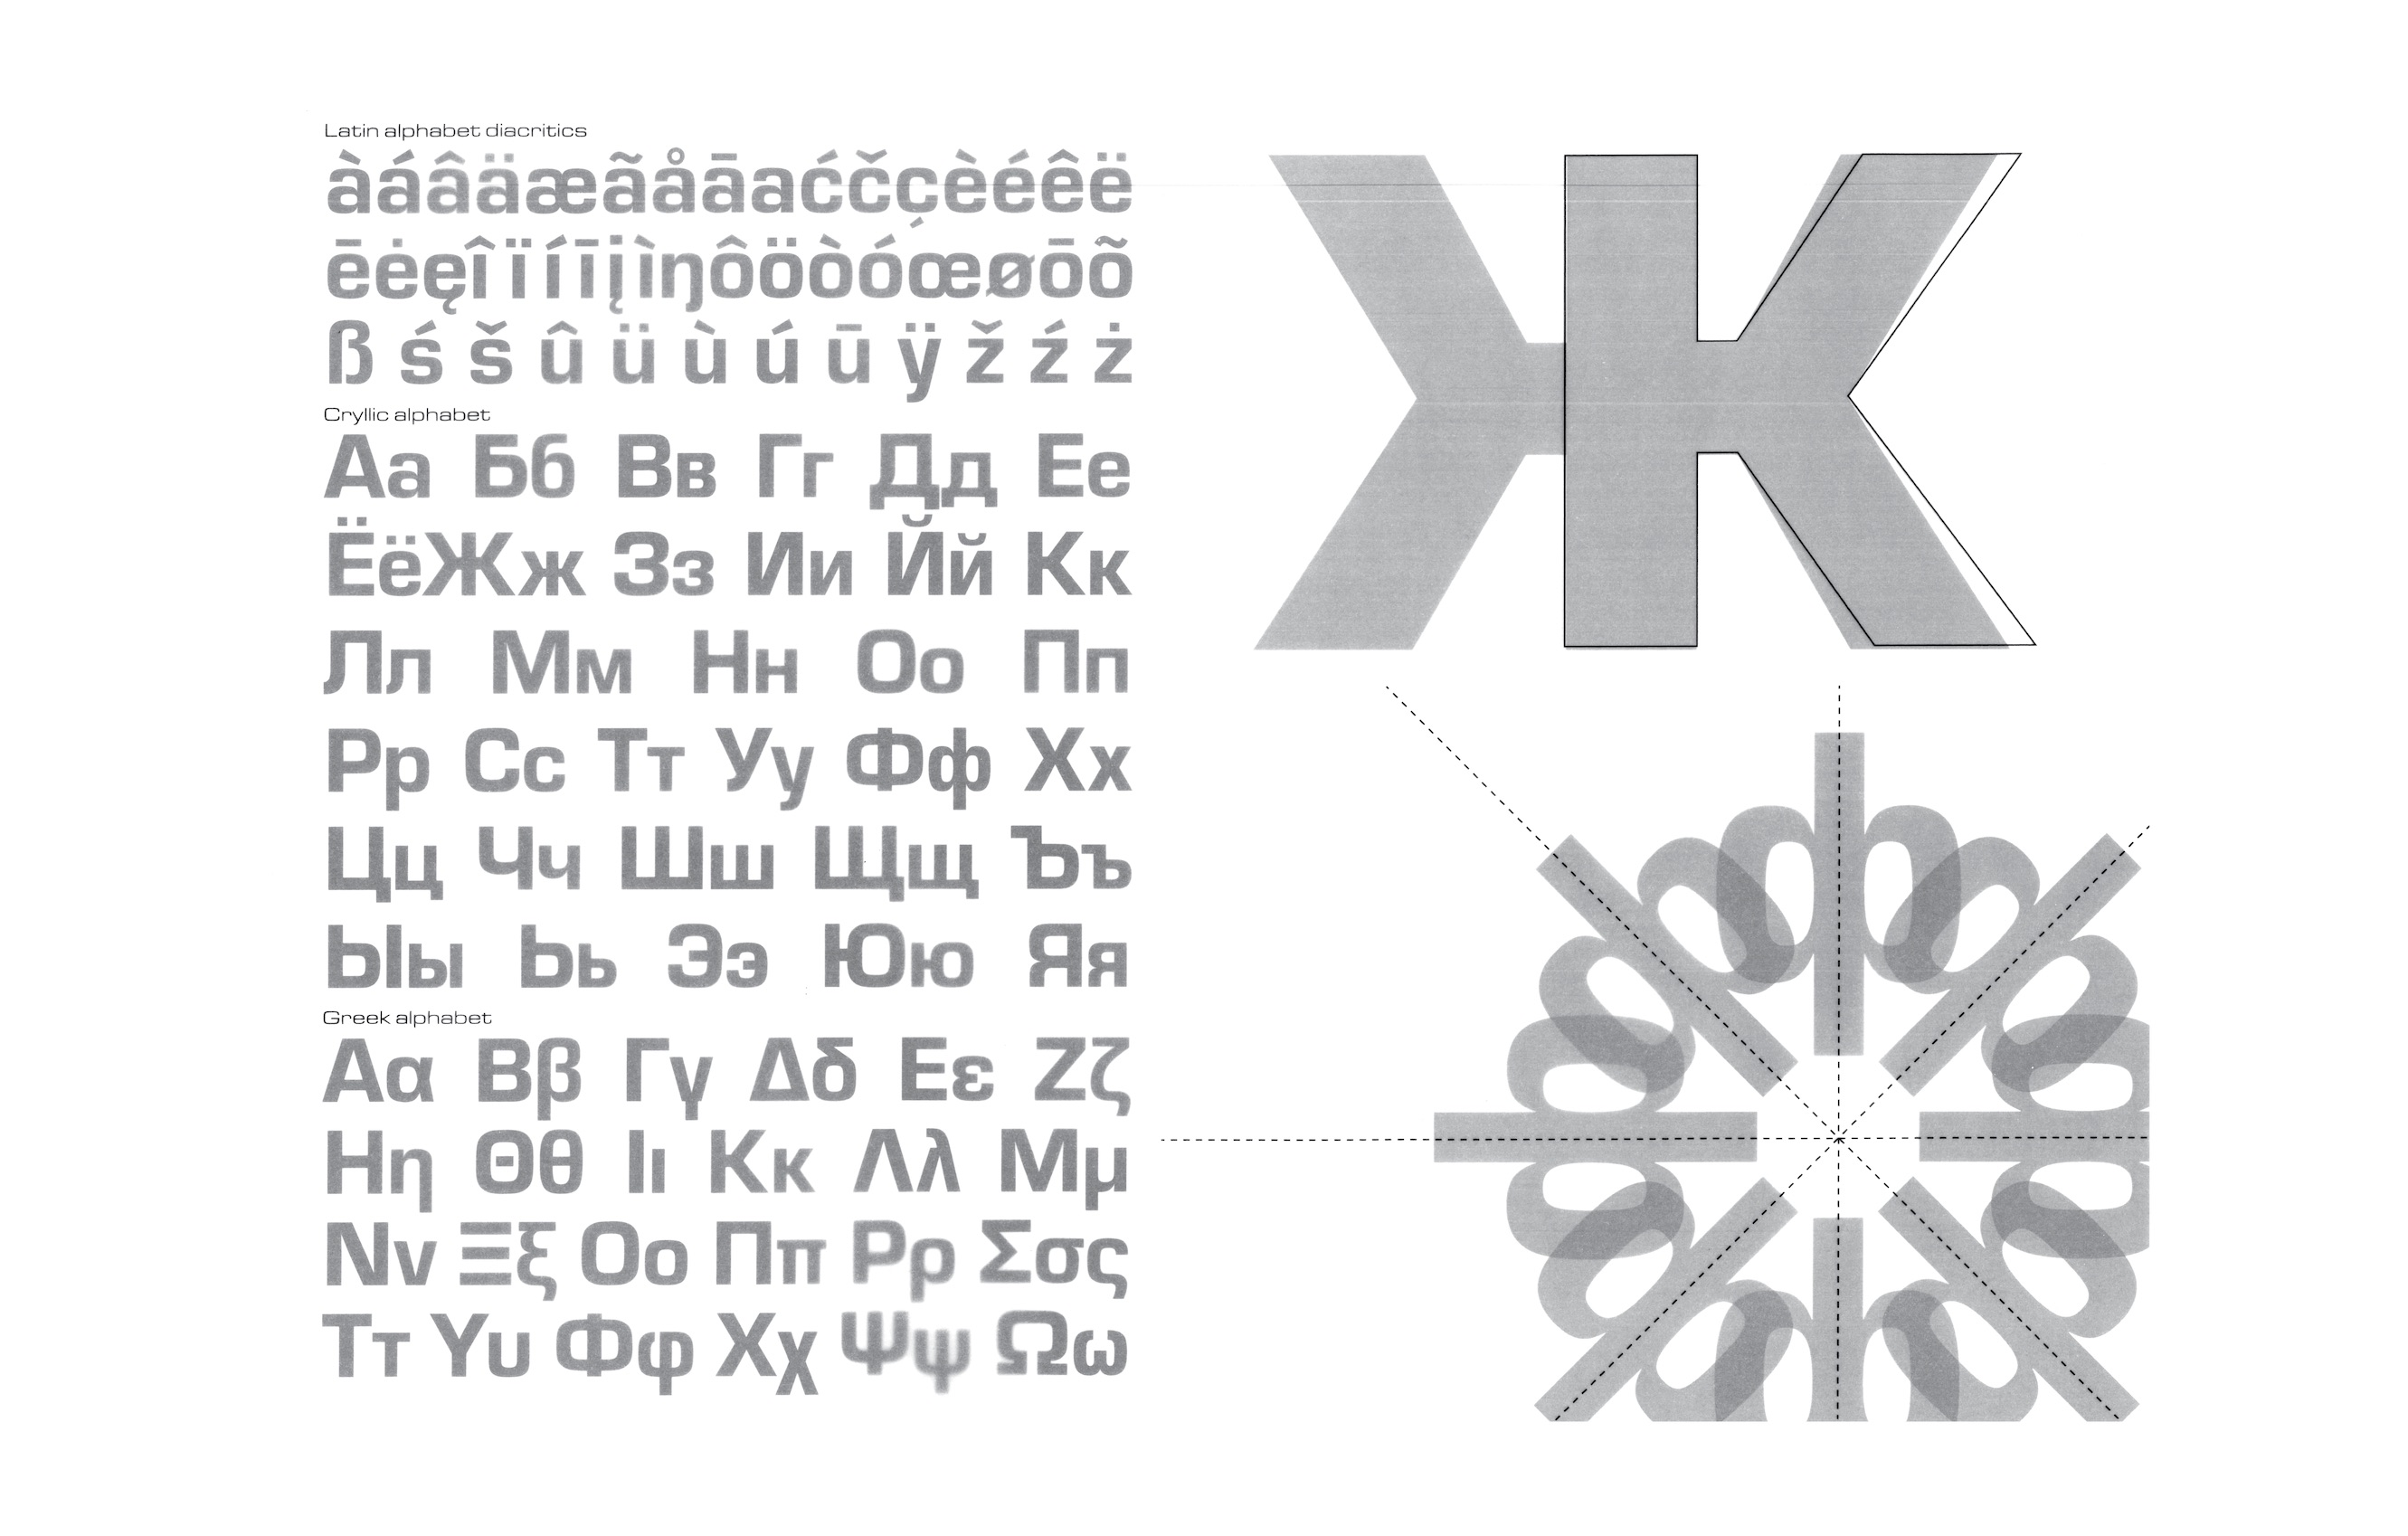 Latin alphabet diacritics
àáâäæãåāaćčçèéêë
ēėęîïíīįìŋôöòóœøōõ
ß ś š û ü ù ú ū ÿ ž ź ż
Cryllic alphabet
Аа Бб Вв Гг Дд Ее
ЁёЖж Зз Ии Йй Кк
Лл Мм Нн Оо Пп
Рр Сс Тт Уу Фф Хх
Цц Чч Шш Щщ Ъъ
Ыы Ьь Ээ Юю Яя
Greek alphabet
Αα Ββ Γγ Δδ Εε Ζζ
Ηη Θθ Ιι Κκ Λλ Μμ
Νν Ξξ Οο Ππ Ρρ Σσς
Ττ Υυ Φφ Χχ Ψψ Ωω
Ж
ф
ф
ф
ф
ф
ф
ф
ф